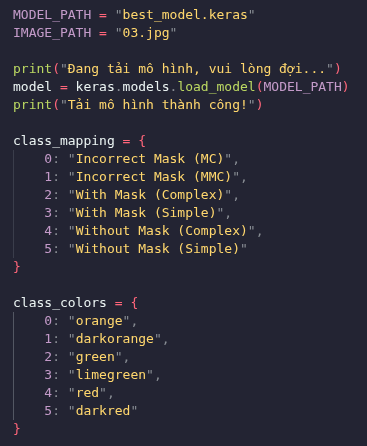 MODEL_PATH = "best_model.keras"
IMAGE_PATH = "03.jpg"

print("Đang tải mô hình, vui lòng đợi...")
model = keras.models.load_model(MODEL_PATH)
print("Tải mô hình thành công!")

class_mapping = {
    0: "Incorrect Mask (MC)",
    1: "Incorrect Mask (MMC)",
    2: "With Mask (Complex)",
    3: "With Mask (Simple)",
    4: "Without Mask (Complex)",
    5: "Without Mask (Simple)"
}

class_colors = {
    0: "orange",
    1: "darkorange",
    2: "green",
    3: "limegreen",
    4: "red",
    5: "darkred"
}